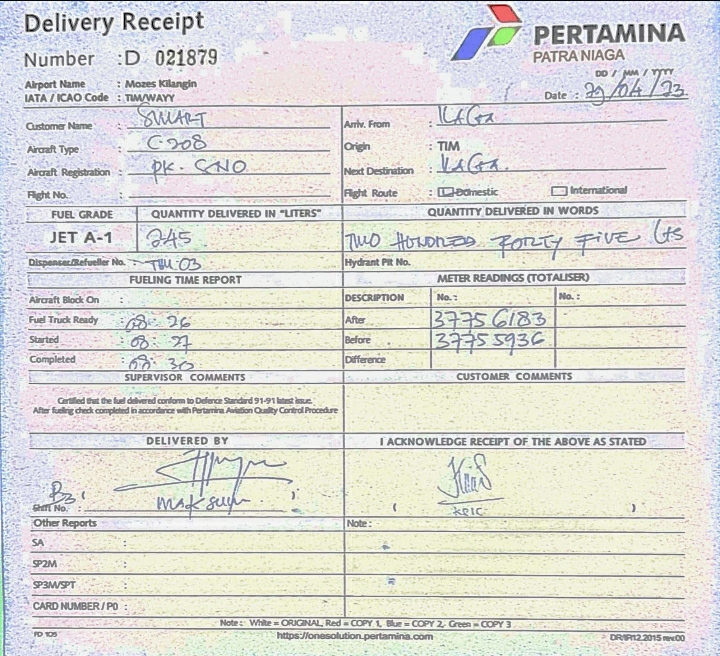 Delivery Receipt
PERTAMINA
PATRA NIAGA
Number :D 021879
DD / MM / YYYY
Date : 29/04/23
Airport Name : Mozes Kilangin
IATA / ICAO Code : TIM/WAYY
Customer Name : SMART
Arriv. From : ILAGA
Aircraft Type : C-208
Origin : TIM
Aircraft Registration : PK-SNO
Next Destination : ILAGA.
Flight No. :
Flight Route : Domestic International
FUEL GRADE QUANTITY DELIVERED IN "LITERS" QUANTITY DELIVERED IN WORDS
JET A-1 245 TWO HONDRED FORTY FIVE Lts
Dispenser/Refueller No. : TIM-03 Hydrant Pit No.
FUELING TIME REPORT METER READINGS (TOTALISER)
Aircraft Block On : DESCRIPTION No. : No. :
Fuel Truck Ready : 08:26 After 37756183
Started : 08:27 Before 37755936
Completed : 08:30 Difference
SUPERVISOR COMMENTS CUSTOMER COMMENTS
Certified that the fuel delivered conform to Defence Standard 91-91 latest issue.
After fueling check completed in accordance with Pertamina Aviation Quality Control Procedure
DELIVERED BY I ACKNOWLEDGE RECEIPT OF THE ABOVE AS STATED
Shift No. : B3 ( MAKSUM ) ( )
Other Reports Note :
SA :
SP2M :
SP3M/SPT :
CARD NUMBER / PO :
Note : White = ORIGINAL, Red = COPY 1, Blue = COPY 2, Green = COPY 3
FD 105 https://onesolution.pertamina.com DR/IR12.2015 rev.00